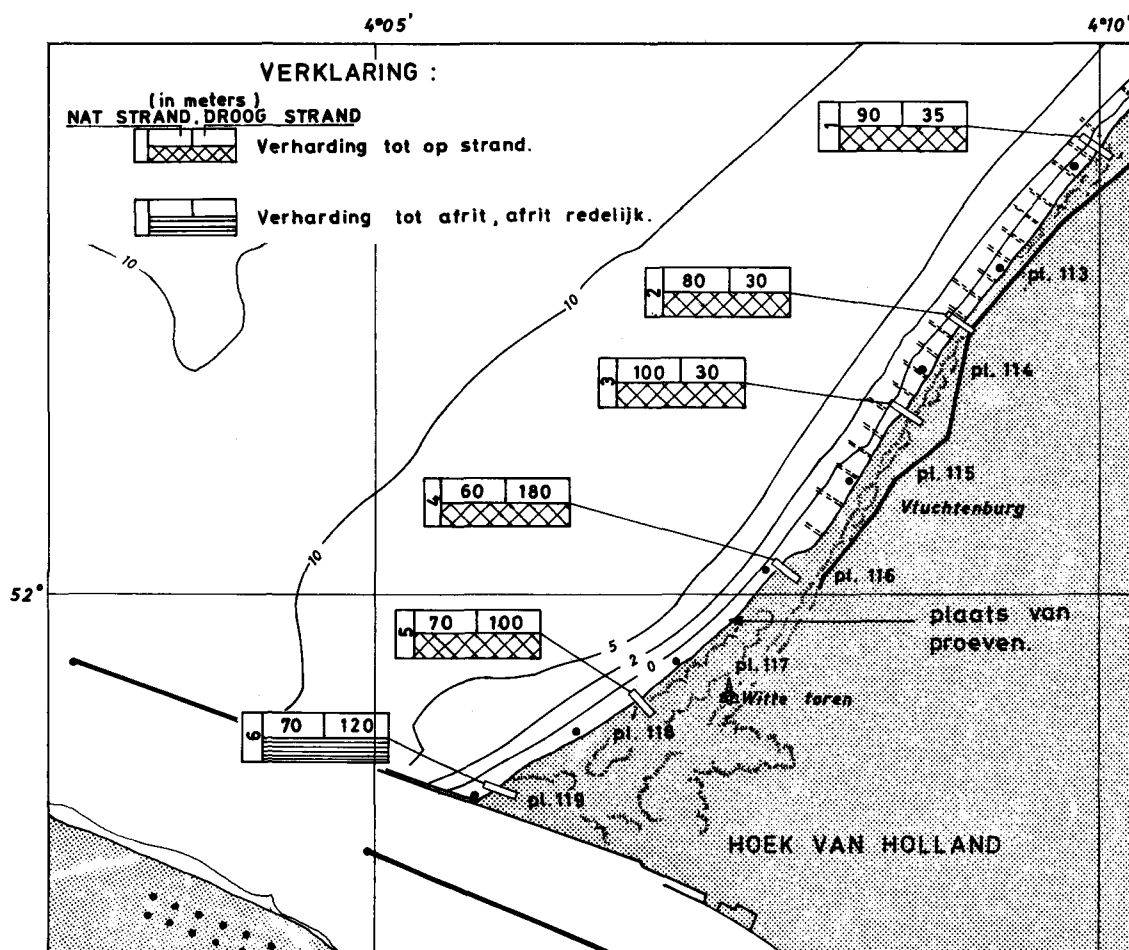 4°05' 4°10'
VERKLARING :
(in meters)
NAT STRAND. DROOG STRAND
Verharding tot op strand.
Verharding tot afrit, afrit redelijk.
1 90 35
10
10
pl. 113
2 80 30
pl. 114
3 100 30
pl. 115
Vluchtenburg
4 60 180
10
pl. 116
52°
plaats van
proeven.
5 70 100
5
2
0
pl. 117
Witte toren
6 70 120
pl. 118
pl. 119
HOEK VAN HOLLAND